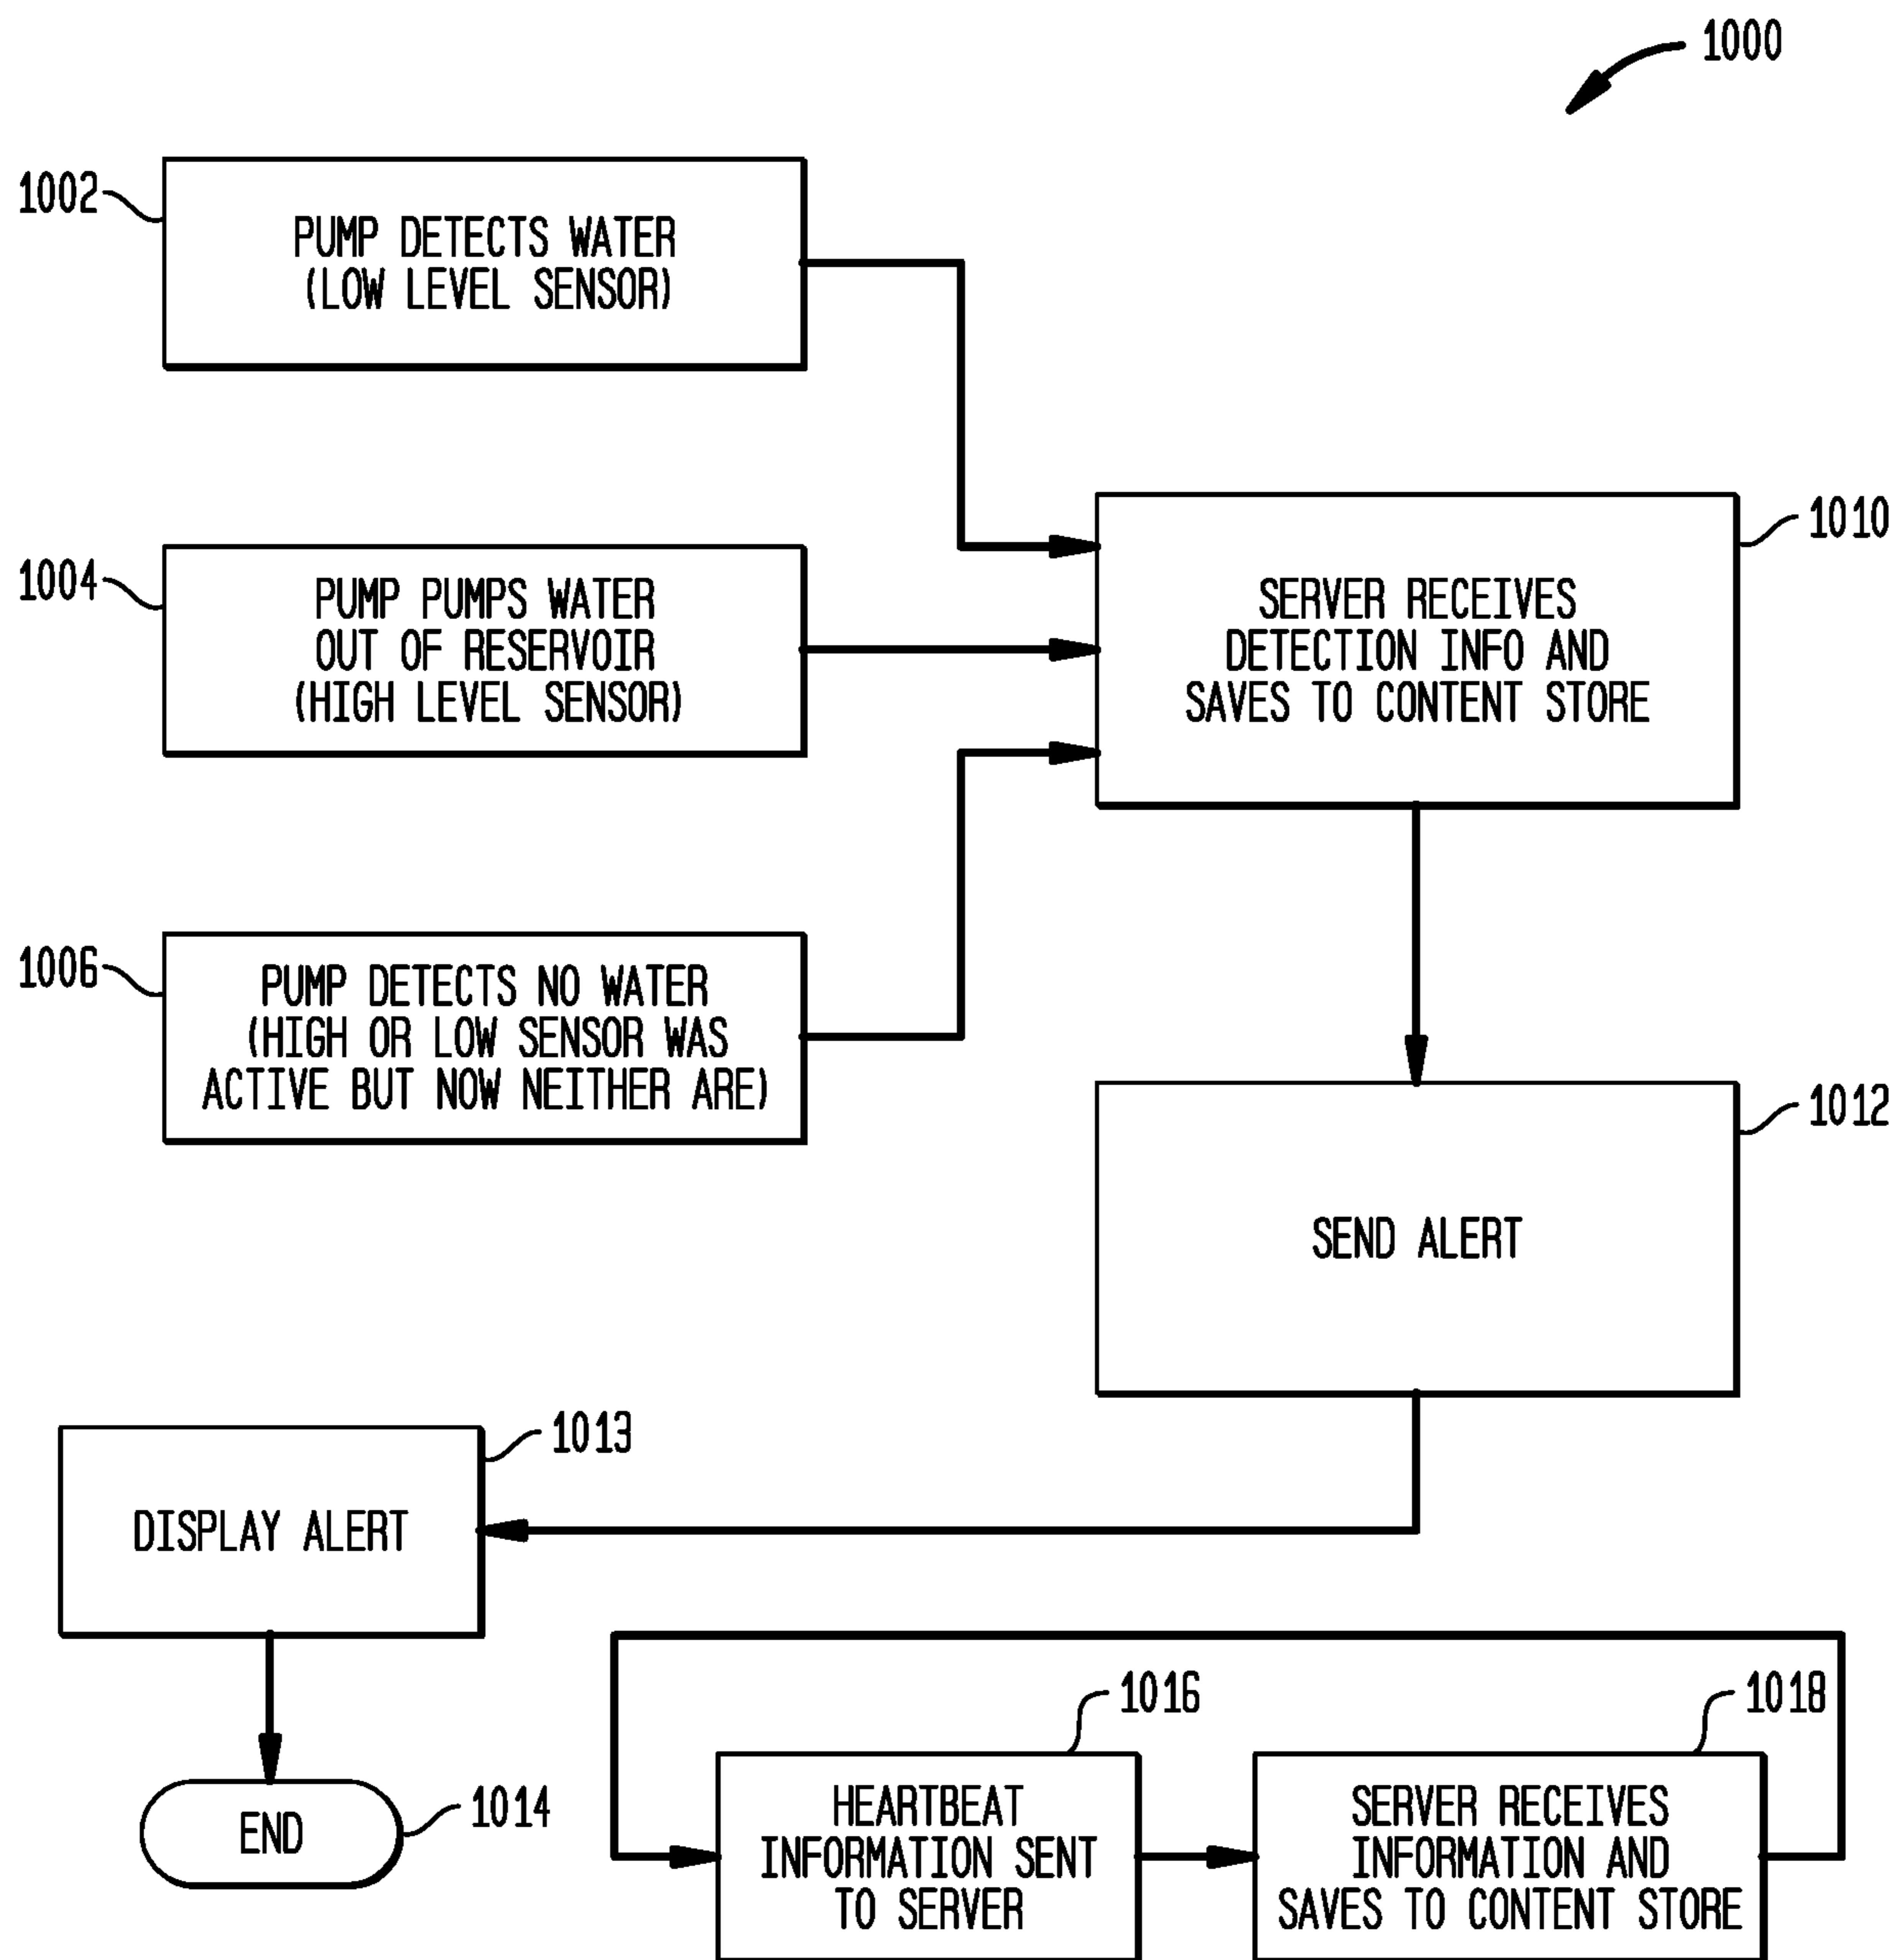 1000
1002
PUMP DETECTS WATER
(LOW LEVEL SENSOR)
1004
PUMP PUMPS WATER
OUT OF RESERVOIR
(HIGH LEVEL SENSOR)
1006
PUMP DETECTS NO WATER
(HIGH OR LOW SENSOR WAS
ACTIVE BUT NOW NEITHER ARE)
1010
SERVER RECEIVES
DETECTION INFO AND
SAVES TO CONTENT STORE
1012
SEND ALERT
1013
DISPLAY ALERT
1014
END
1016
HEARTBEAT
INFORMATION SENT
TO SERVER
1018
SERVER RECEIVES
INFORMATION AND
SAVES TO CONTENT STORE